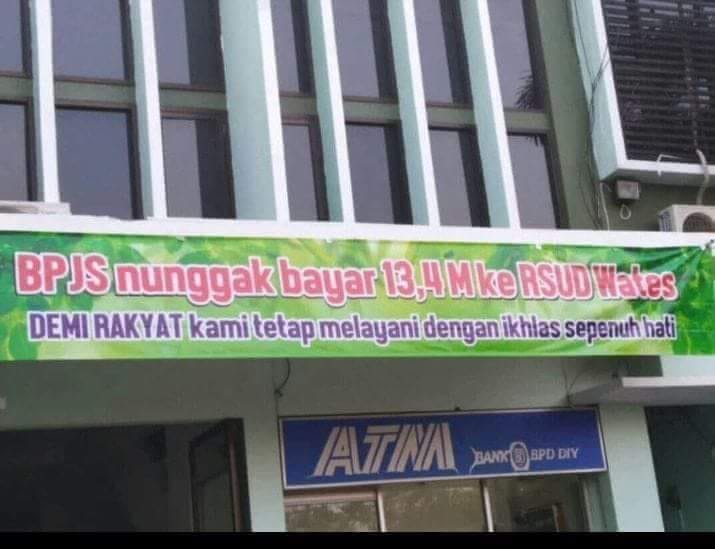 BPJS nunggak bayar 13,4 M ke RSUD Wates
DEMI RAKYAT kami tetap melayani dengan ikhlas sepenuh hati
ATM BANK BPD DIY